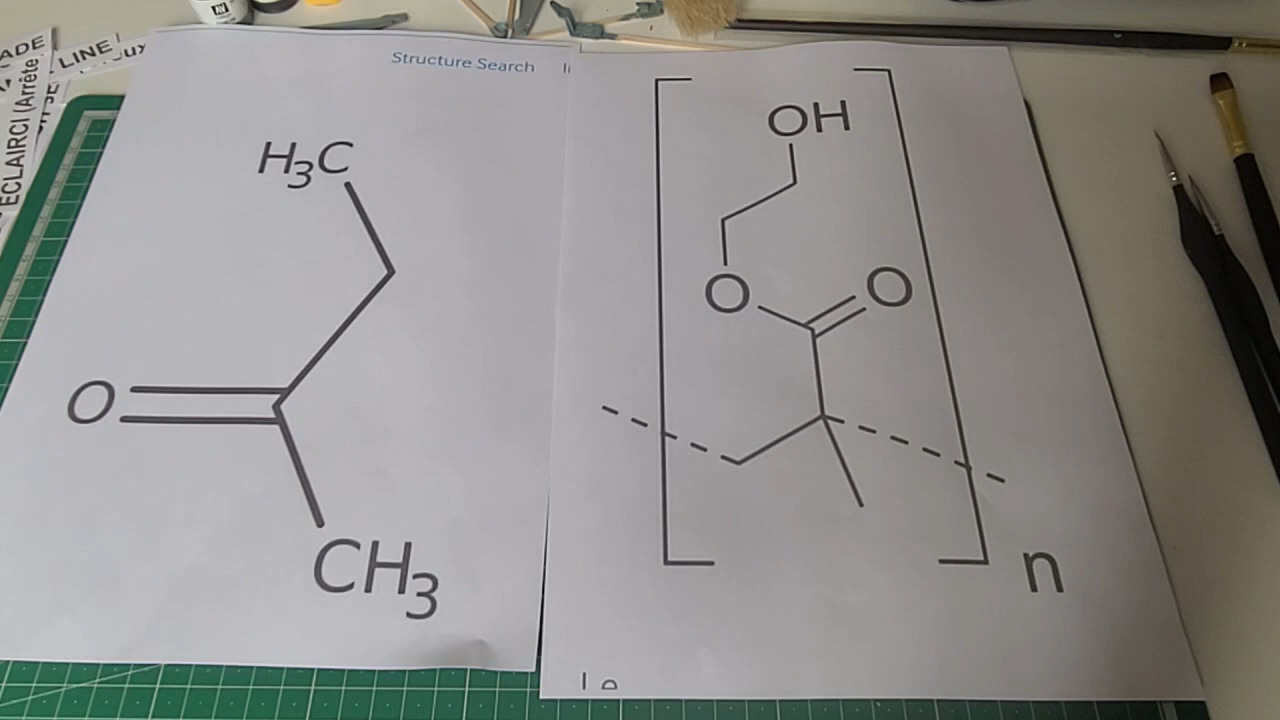 ADE
LINE
ECLAIRCI (Arrête
Structure Search
H3C
O
CH3
OH
O
O
n